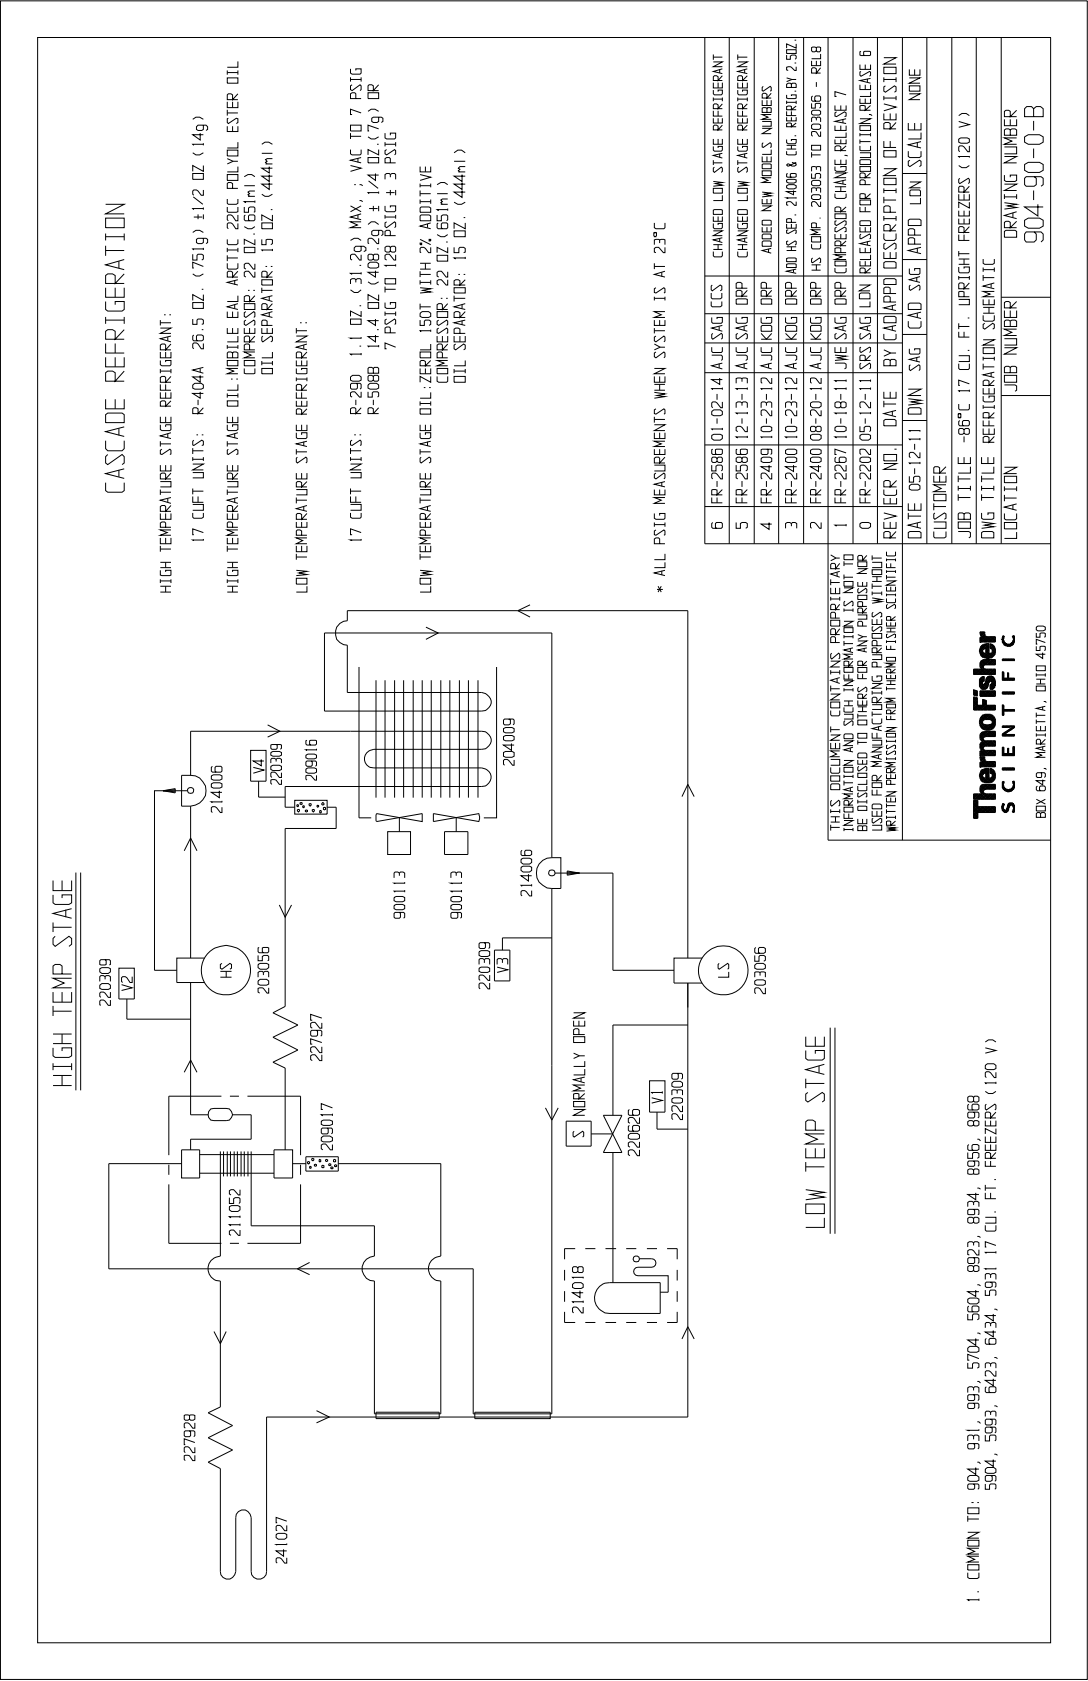 CASCADE REFRIGERATION
HIGH TEMPERATURE STAGE REFRIGERANT:
17 CUFT UNITS: R-404A 26.5 OZ. (751g) ±1/2 OZ (14g)
HIGH TEMPERATURE STAGE OIL:MOBILE EAL ARCTIC 22CC POLYOL ESTER OIL
COMPRESSOR: 22 OZ.(651ml)
OIL SEPARATOR: 15 OZ. (444ml)
LOW TEMPERATURE STAGE REFRIGERANT:
17 CUFT UNITS: R-290 1.1 OZ. (31.2g) MAX, ; VAC TO 7 PSIG
R-508B 14.4 OZ (408.2g) ± 1/4 OZ.(7g) OR
7 PSIG TO 128 PSIG ± 3 PSIG
LOW TEMPERATURE STAGE OIL:ZEROL 150T WITH 2% ADDITIVE
COMPRESSOR: 22 OZ.(651ml)
OIL SEPARATOR: 15 OZ. (444ml)
* ALL PSIG MEASUREMENTS WHEN SYSTEM IS AT 23°C
HIGH TEMP STAGE
220309
V2
HS
203056
214006
V4
220309
209016
204009
900113
900113
227927
209017
211052
227928
241027
214006
220309
V3
LS
203056
S NORMALLY OPEN
220626
V1
220309
214018
LOW TEMP STAGE
1. COMMON TO: 904, 931, 993, 5704, 5604, 8923, 8934, 8956, 8968
5904, 5993, 6423, 6434, 5931 17 CU. FT. FREEZERS (120 V)
THIS DOCUMENT CONTAINS PROPRIETARY
INFORMATION AND SUCH INFORMATION IS NOT TO
BE DISCLOSED TO OTHERS FOR ANY PURPOSE NOR
USED FOR MANUFACTURING PURPOSES WITHOUT
WRITTEN PERMISSION FROM THERMO FISHER SCIENTIFIC
ThermoFisher
SCIENTIFIC
BOX 649, MARIETTA, OHIO 45750
6 FR-2586 01-02-14 AJC SAG CCS CHANGED LOW STAGE REFRIGERANT
5 FR-2586 12-13-13 AJC SAG DRP CHANGED LOW STAGE REFRIGERANT
4 FR-2409 10-23-12 AJC KDG DRP ADDED NEW MODELS NUMBERS
3 FR-2400 10-23-12 AJC KDG DRP ADD HS SEP. 214006 & CHG. REFRIG.BY 2.5OZ.
2 FR-2400 08-20-12 AJC KDG DRP HS COMP. 203053 TO 203056 - REL8
1 FR-2267 10-18-11 JWE SAG DRP COMPRESSOR CHANGE,RELEASE 7
0 FR-2202 05-12-11 SRS SAG LDN RELEASED FOR PRODUCTION,RELEASE 6
REV ECR NO. DATE BY CAD APPD DESCRIPTION OF REVISION
DATE 05-12-11 DWN SAG CAD SAG APPD LDN SCALE NONE
CUSTOMER
JOB TITLE -86°C 17 CU. FT. UPRIGHT FREEZERS (120 V)
DWG TITLE REFRIGERATION SCHEMATIC
LOCATION JOB NUMBER DRAWING NUMBER
904-90-0-B